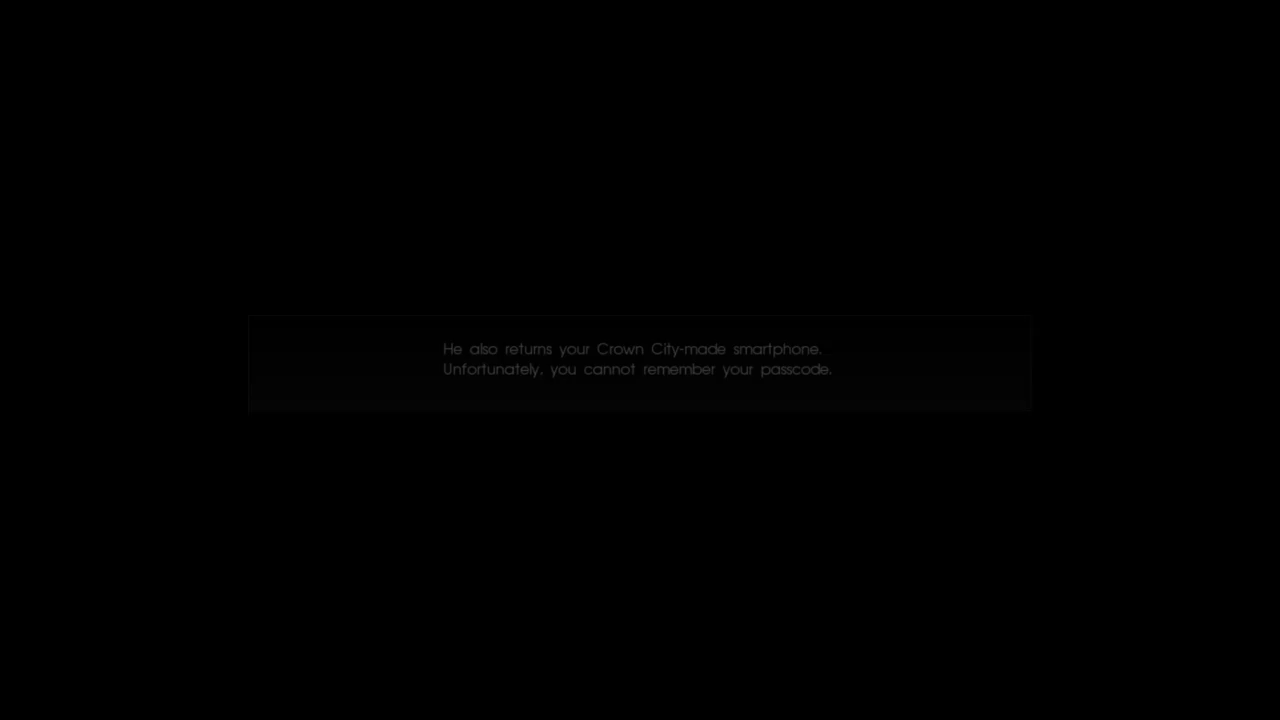 He also returns your Crown City-made smartphone.
Unfortunately, you cannot remember your passcode.